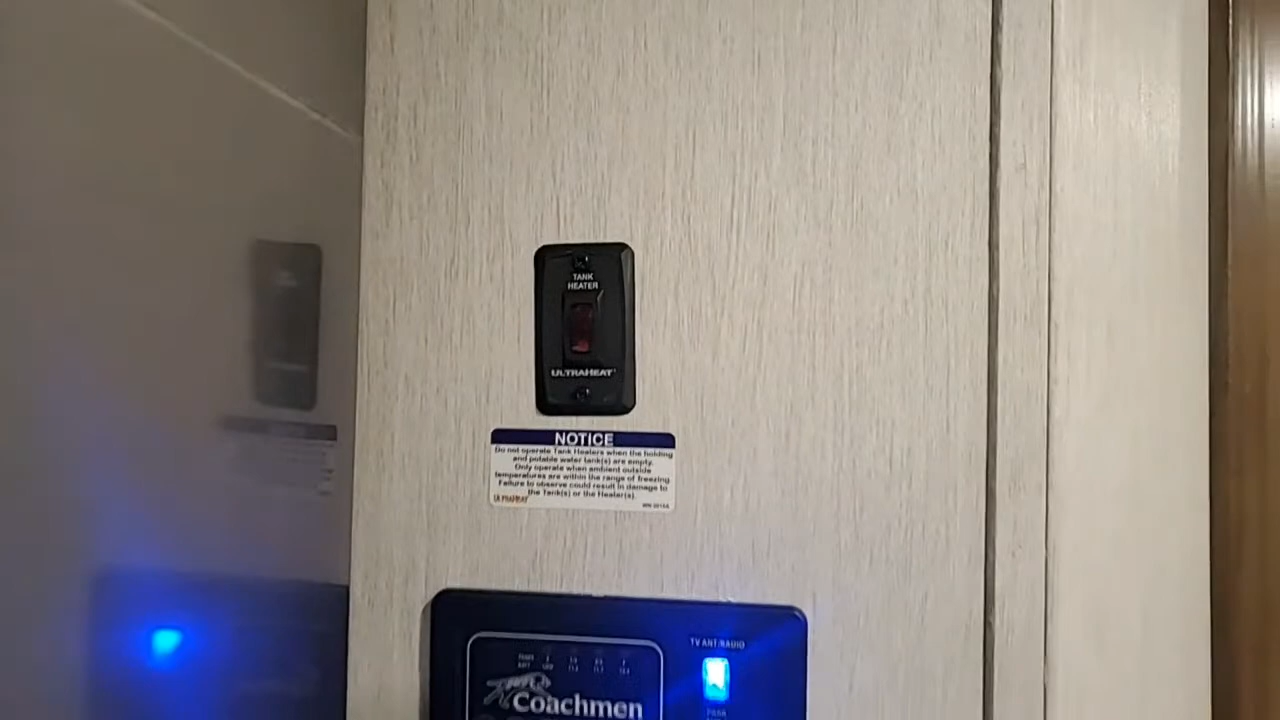 TANK
HEATER
ULTRAHEAT
NOTICE
Do not operate Tank Heaters when the holding
and potable water tank(s) are empty.
Only operate when ambient outside
temperatures are within the range of freezing
Failure to observe could result in damage to
the Tank(s) or the Heater(s).
ULTRAHEAT
TV ANT/RADIO
Coachmen